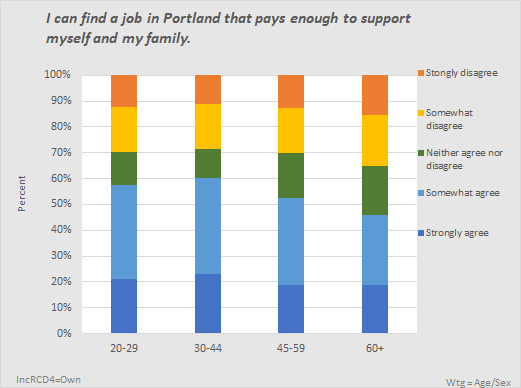 I can find a job in Portland that pays enough to support
myself and my family.
100%
90%
80%
70%
60%
50%
40%
30%
20%
10%
0%
Percent
20-29
30-44
45-59
60+
Stongly disagree
Somewhat
disagree
Neither agree nor
disagree
Somewhat agree
Strongly agree
IncRCD4=Own
Wtg = Age/Sex